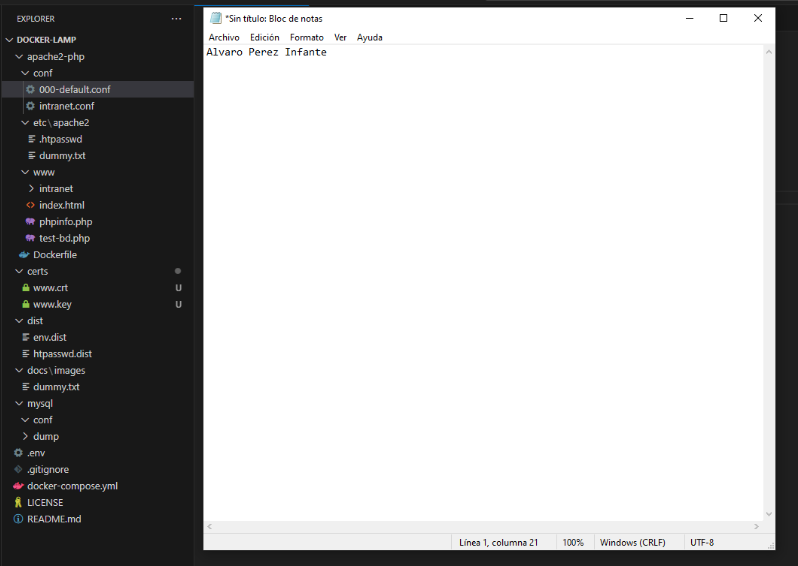 EXPLORER
DOCKER-LAMP
apache2-php
conf
000-default.conf
intranet.conf
etc\apache2
.htpasswd
dummy.txt
www
intranet
index.html
phpinfo.php
test-bd.php
Dockerfile
certs
www.crt U
www.key U
dist
env.dist
htpasswd.dist
docs\images
dummy.txt
mysql
conf
dump
.env
.gitignore
docker-compose.yml
LICENSE
README.md
*Sin título: Bloc de notas
Archivo Edición Formato Ver Ayuda
Alvaro Perez Infante
Línea 1, columna 21 100% Windows (CRLF) UTF-8